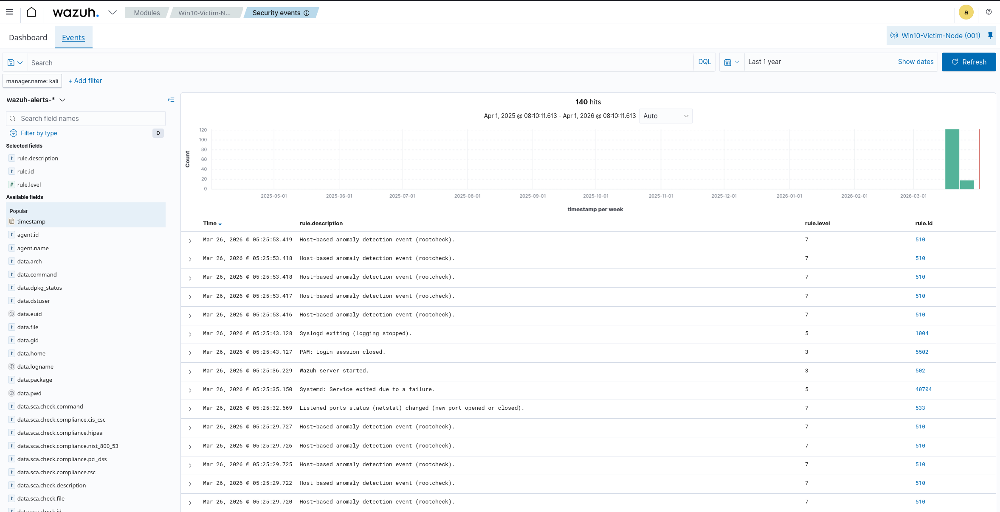 wazuh.
Modules
Win10-Victim-N...
Security events
a
Dashboard
Events
Win10-Victim-Node (001)
Search
DQL
Last 1 year
Show dates
Refresh
manager.name: kali
+ Add filter
wazuh-alerts-*
Search field names
Filter by type
0
Selected fields
t rule.description
t rule.id
# rule.level
Available fields
Popular
timestamp
t agent.id
t agent.name
t data.arch
t data.command
t data.dpkg_status
t data.dstuser
data.euid
t data.file
t data.gid
t data.home
data.logname
t data.package
data.pwd
t data.sca.check.command
t data.sca.check.compliance.cis_csc
t data.sca.check.compliance.hipaa
t data.sca.check.compliance.nist_800_53
t data.sca.check.compliance.pci_dss
t data.sca.check.compliance.tsc
t data.sca.check.description
t data.sca.check.file
data.sca.check.id
140 hits
Apr 1, 2025 @ 08:10:11.613 - Apr 1, 2026 @ 08:10:11.613
Auto
Count
120
100
80
60
40
20
0
2025-05-01 2025-06-01 2025-07-01 2025-08-01 2025-09-01 2025-10-01 2025-11-01 2025-12-01 2026-01-01 2026-02-01 2026-03-01
timestamp per week
Time rule.description rule.level rule.id
Mar 26, 2026 @ 05:25:53.419 Host-based anomaly detection event (rootcheck). 7 510
Mar 26, 2026 @ 05:25:53.418 Host-based anomaly detection event (rootcheck). 7 510
Mar 26, 2026 @ 05:25:53.418 Host-based anomaly detection event (rootcheck). 7 510
Mar 26, 2026 @ 05:25:53.417 Host-based anomaly detection event (rootcheck). 7 510
Mar 26, 2026 @ 05:25:53.416 Host-based anomaly detection event (rootcheck). 7 510
Mar 26, 2026 @ 05:25:43.128 Syslogd exiting (logging stopped). 5 1004
Mar 26, 2026 @ 05:25:43.127 PAM: Login session closed. 3 5502
Mar 26, 2026 @ 05:25:36.229 Wazuh server started. 3 502
Mar 26, 2026 @ 05:25:35.150 Systemd: Service exited due to a failure. 5 40704
Mar 26, 2026 @ 05:25:32.669 Listened ports status (netstat) changed (new port opened or closed). 7 533
Mar 26, 2026 @ 05:25:29.727 Host-based anomaly detection event (rootcheck). 7 510
Mar 26, 2026 @ 05:25:29.726 Host-based anomaly detection event (rootcheck). 7 510
Mar 26, 2026 @ 05:25:29.725 Host-based anomaly detection event (rootcheck). 7 510
Mar 26, 2026 @ 05:25:29.722 Host-based anomaly detection event (rootcheck). 7 510
Mar 26, 2026 @ 05:25:29.720 Host-based anomaly detection event (rootcheck). 7 510